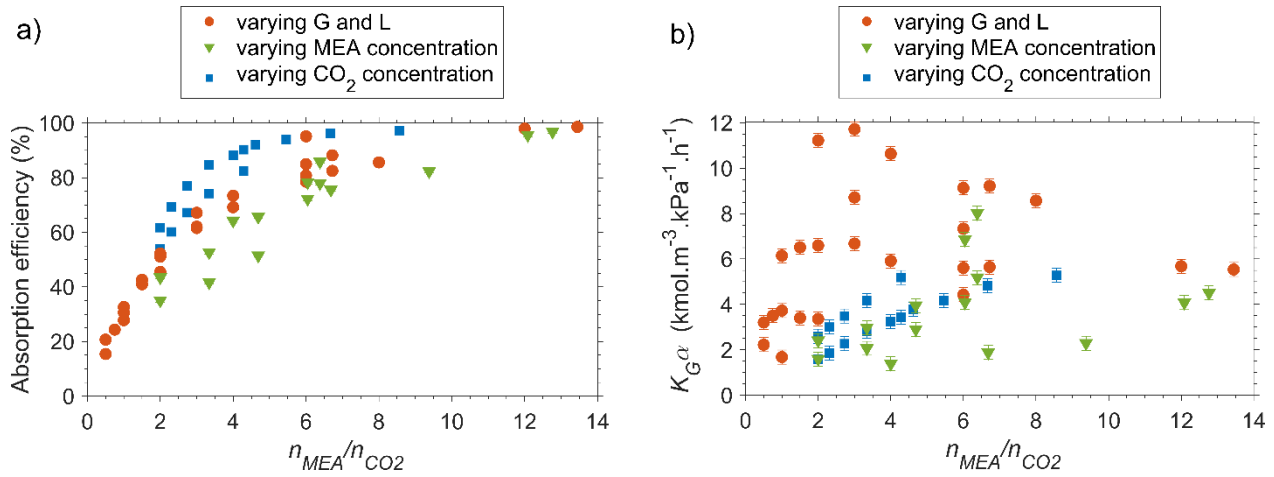 a)
varying G and L
varying MEA concentration
varying CO2 concentration
Absorption efficiency (%)
100
80
60
40
20
0
0 2 4 6 8 10 12 14
nMEA/nCO2
b)
varying G and L
varying MEA concentration
varying CO2 concentration
KGα (kmol.m-3.kPa-1.h-1)
12
10
8
6
4
2
0
0 2 4 6 8 10 12 14
nMEA/nCO2